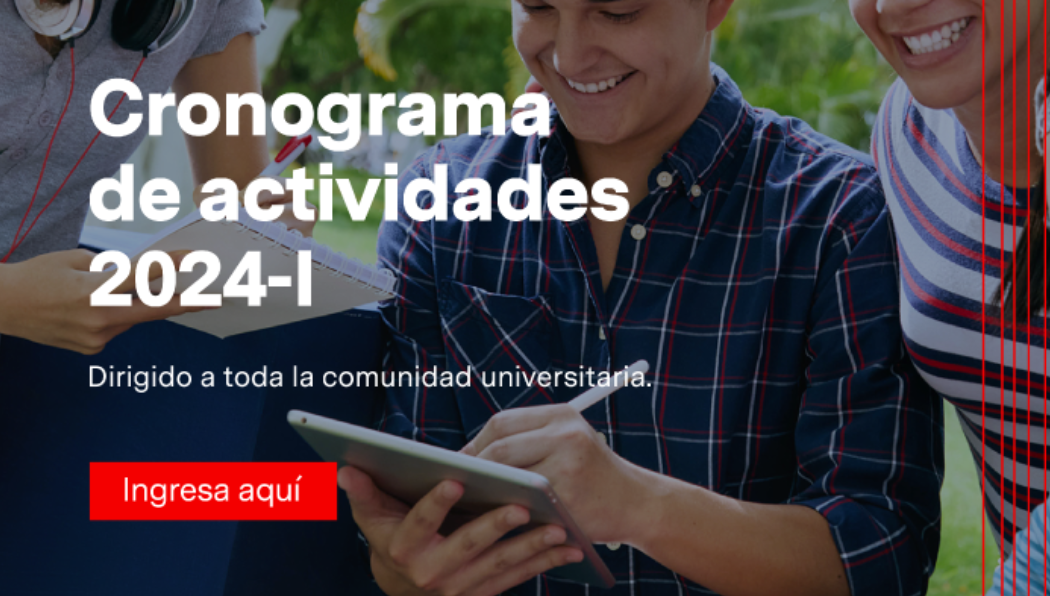 Cronograma
de actividades
2024-I
Dirigido a toda la comunidad universitaria.
Ingresa aquí